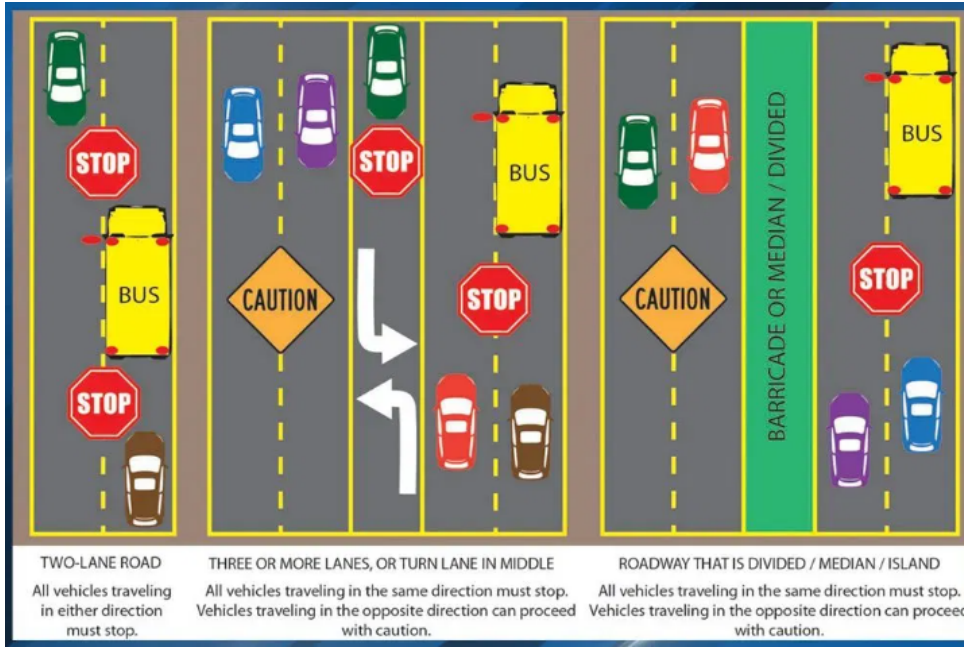 STOP
BUS
STOP
TWO-LANE ROAD
All vehicles traveling
in either direction
must stop.
STOP
BUS
CAUTION
STOP
THREE OR MORE LANES, OR TURN LANE IN MIDDLE
All vehicles traveling in the same direction must stop.
Vehicles traveling in the opposite direction can proceed
with caution.
BUS
BARRICADE OR MEDIAN / DIVIDED
CAUTION
STOP
ROADWAY THAT IS DIVIDED / MEDIAN / ISLAND
All vehicles traveling in the same direction must stop.
Vehicles traveling in the opposite direction can proceed
with caution.